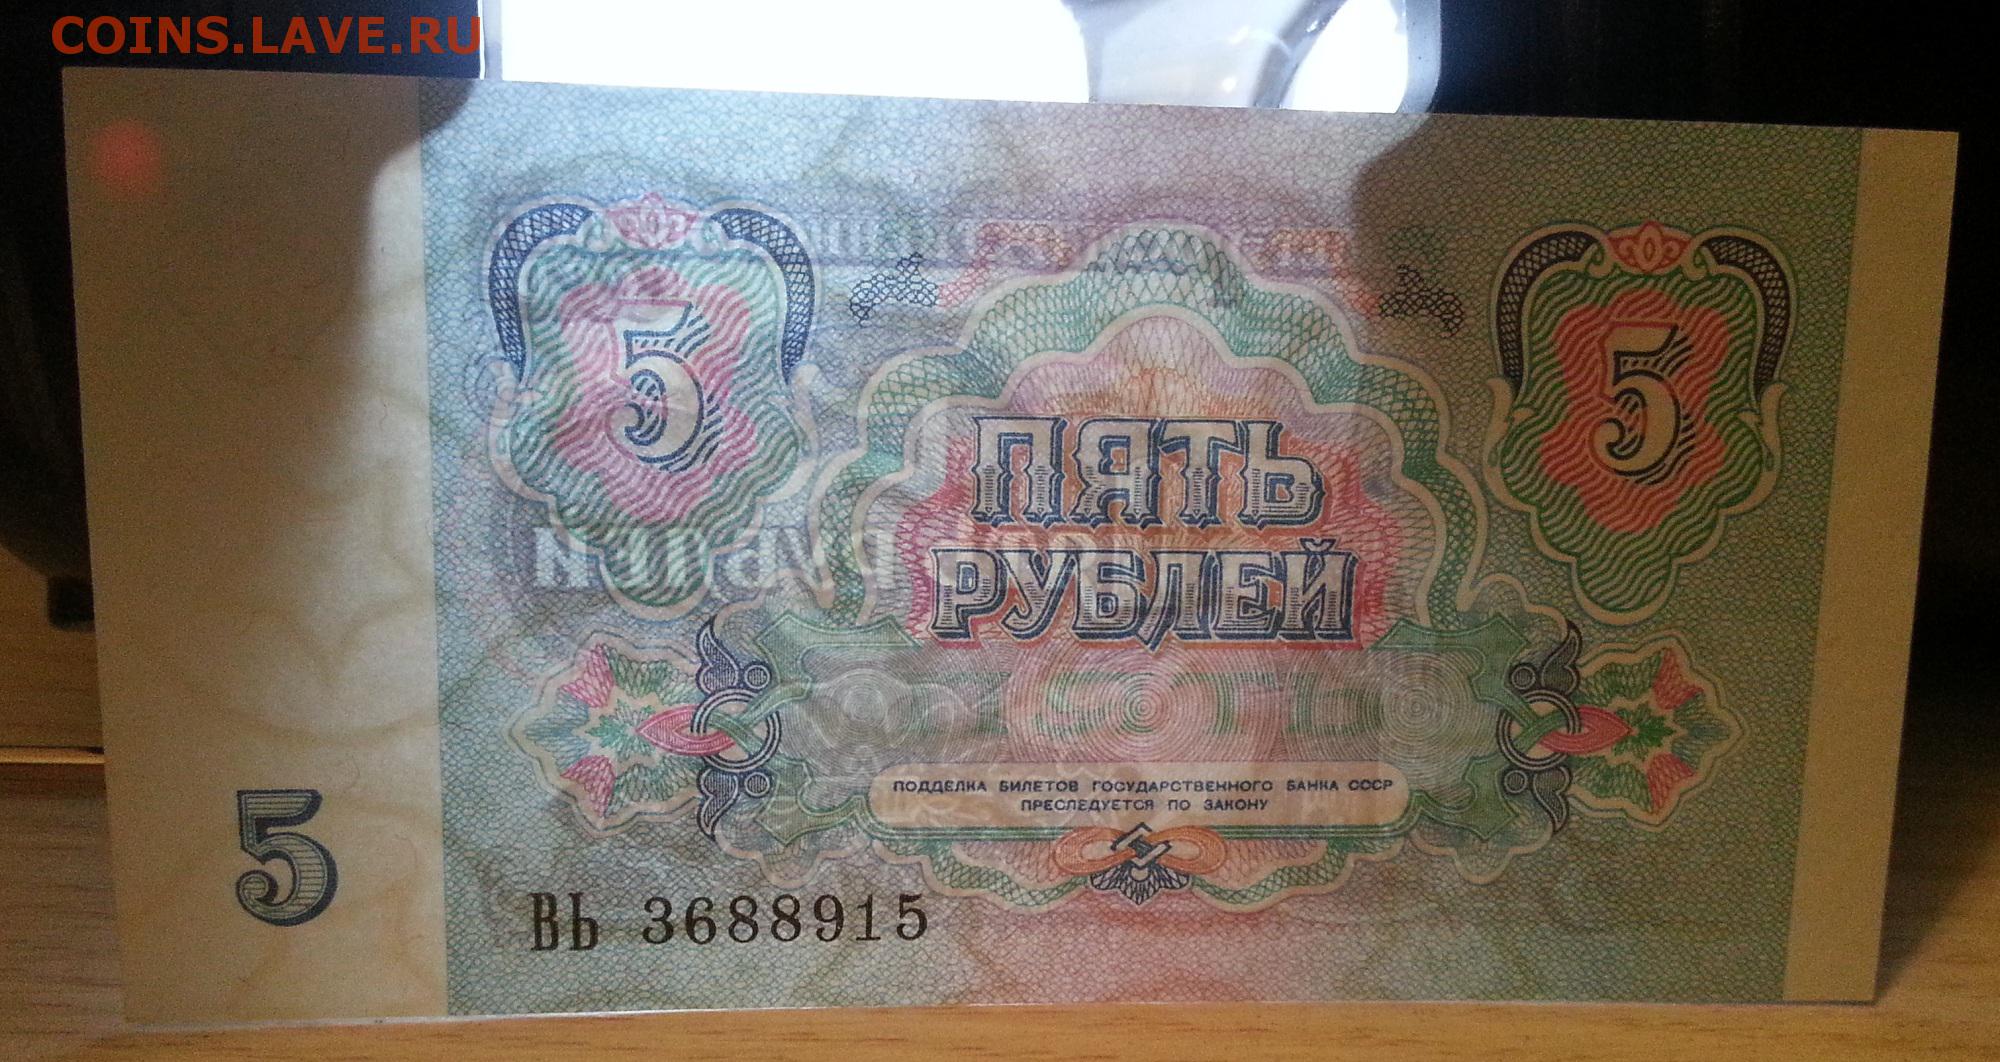 COINS.LAVE.RU
5
5
ПЯТЬ
РУБЛЕЙ
ПОДДЕЛКА БИЛЕТОВ ГОСУДАРСТВЕННОГО БАНКА СССР
ПРЕСЛЕДУЕТСЯ ПО ЗАКОНУ
5
ВЬ 3688915